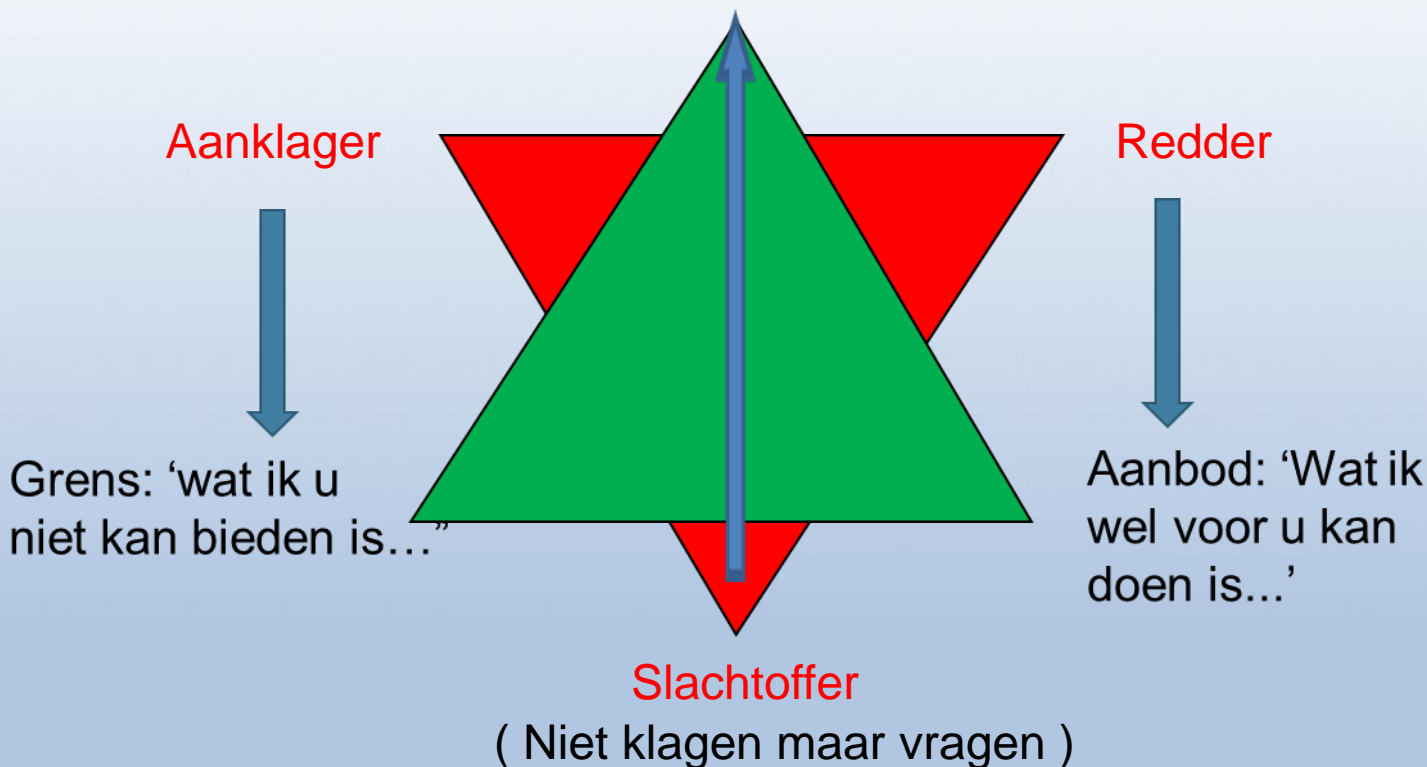 Aanklager
Redder
Grens: ‘wat ik u
niet kan bieden is…”
Aanbod: ‘Wat ik
wel voor u kan
doen is...’
Slachtoffer
( Niet klagen maar vragen )